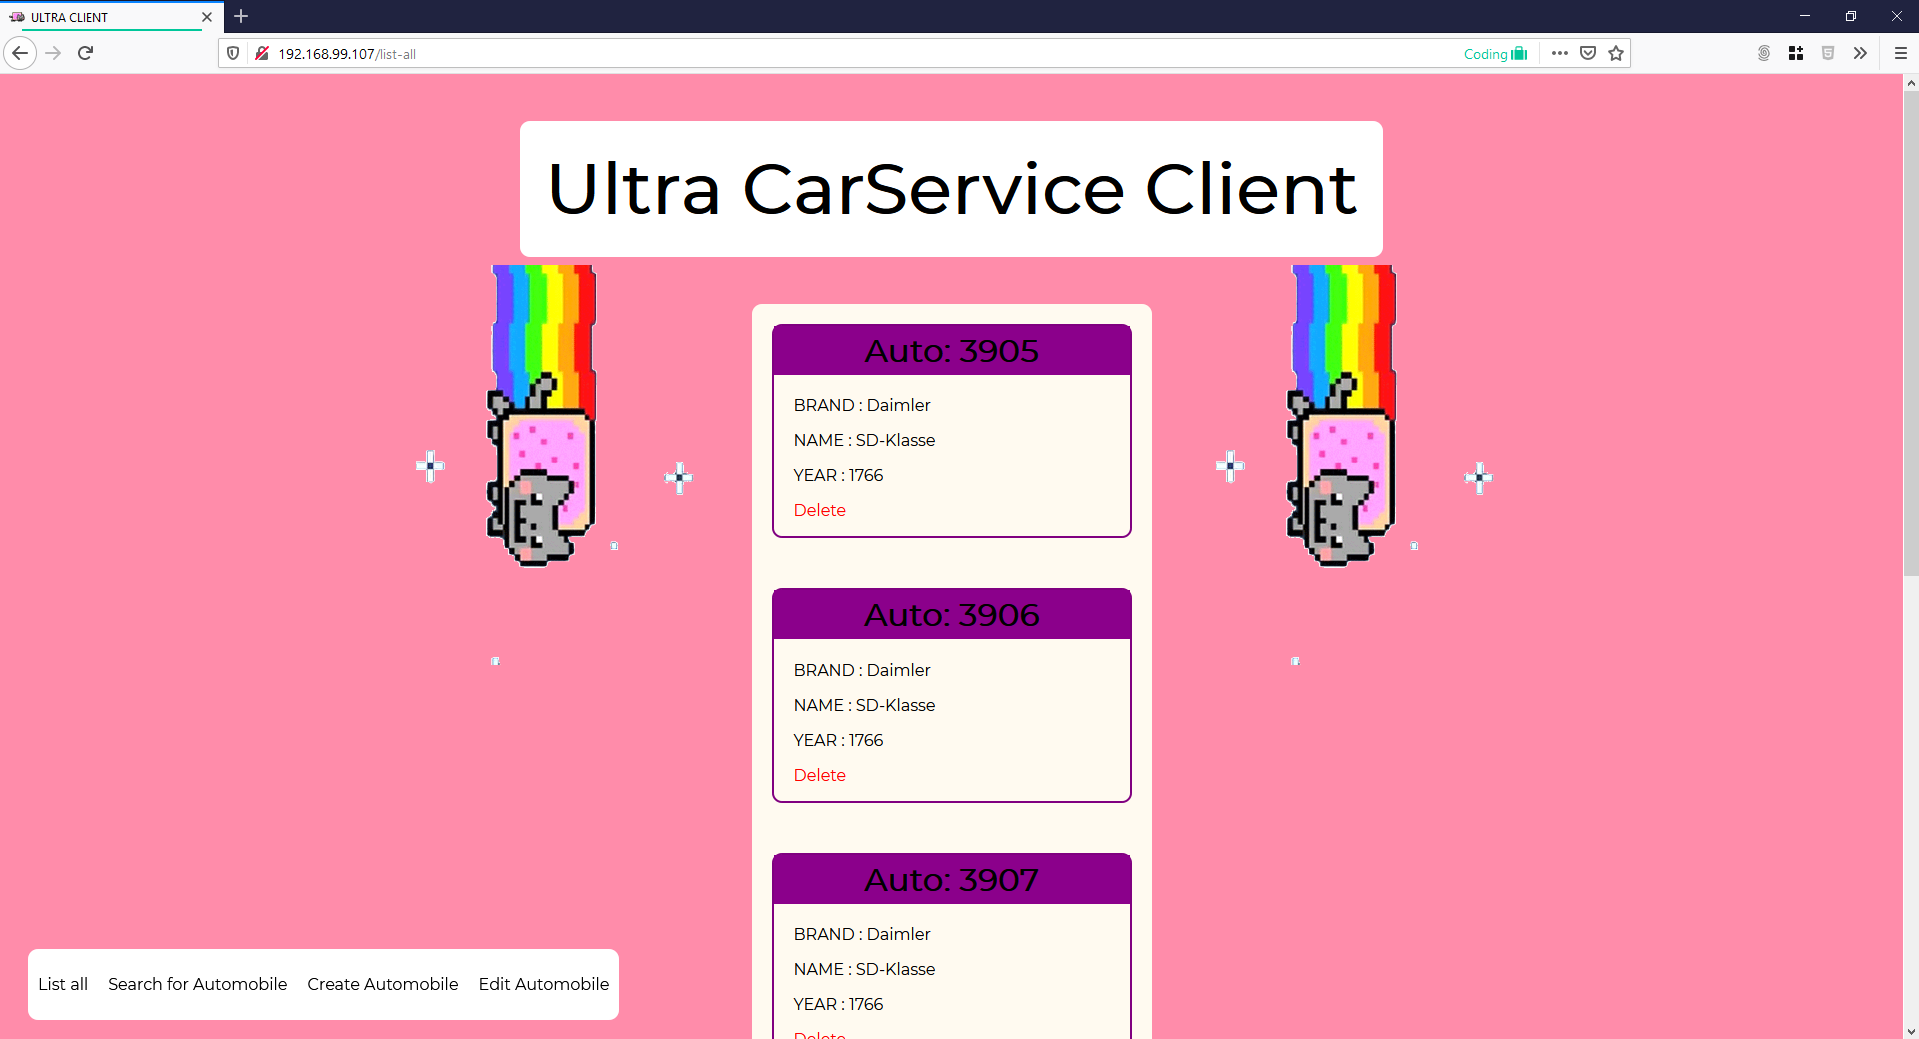 ULTRA CLIENT
192.168.99.107/list-all
Coding
Ultra CarService Client
Auto: 3905
BRAND : Daimler
NAME : SD-Klasse
YEAR : 1766
Delete
Auto: 3906
BRAND : Daimler
NAME : SD-Klasse
YEAR : 1766
Delete
Auto: 3907
BRAND : Daimler
NAME : SD-Klasse
YEAR : 1766
Delete
List all Search for Automobile Create Automobile Edit Automobile